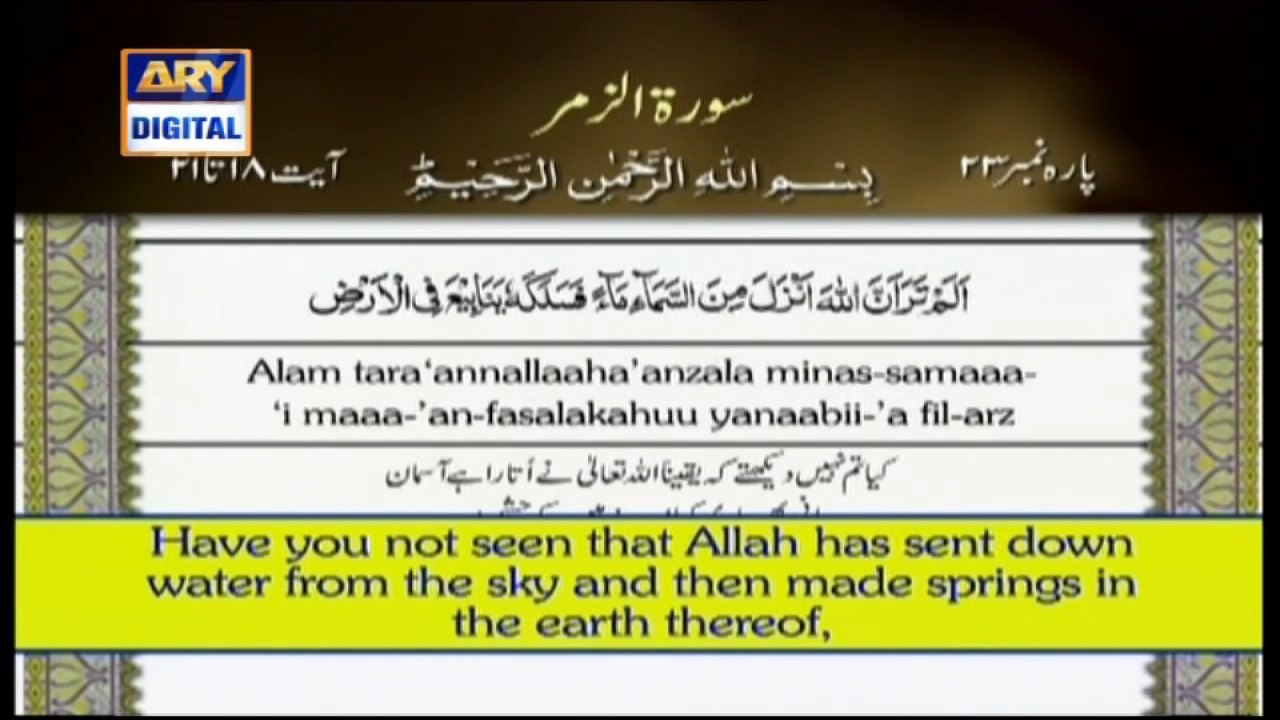 ARY
DIGITAL
سورة الزمر
پارہ نمبر ۲۳
بِسْمِ اللهِ الرَّحْمٰنِ الرَّحِيْمِ
آیت ۱۸ تا ۲۱
اَلَمْ تَرَ اَنَّ اللهَ اَنْزَلَ مِنَ السَّمَآءِ مَآءً فَسَلَكَهٗ يَنَابِيْعَ فِى الْاَرْضِ
Alam tara‘annallaaha’anzala minas-samaaa-
‘i maaa-’an-fasalakahuu yanaabii-’a fil-arz
کیا تم نہیں دیکھتے کہ یقیناً اللہ تعالیٰ نے اُتارا ہے آسمان
Have you not seen that Allah has sent down
water from the sky and then made springs in
the earth thereof,